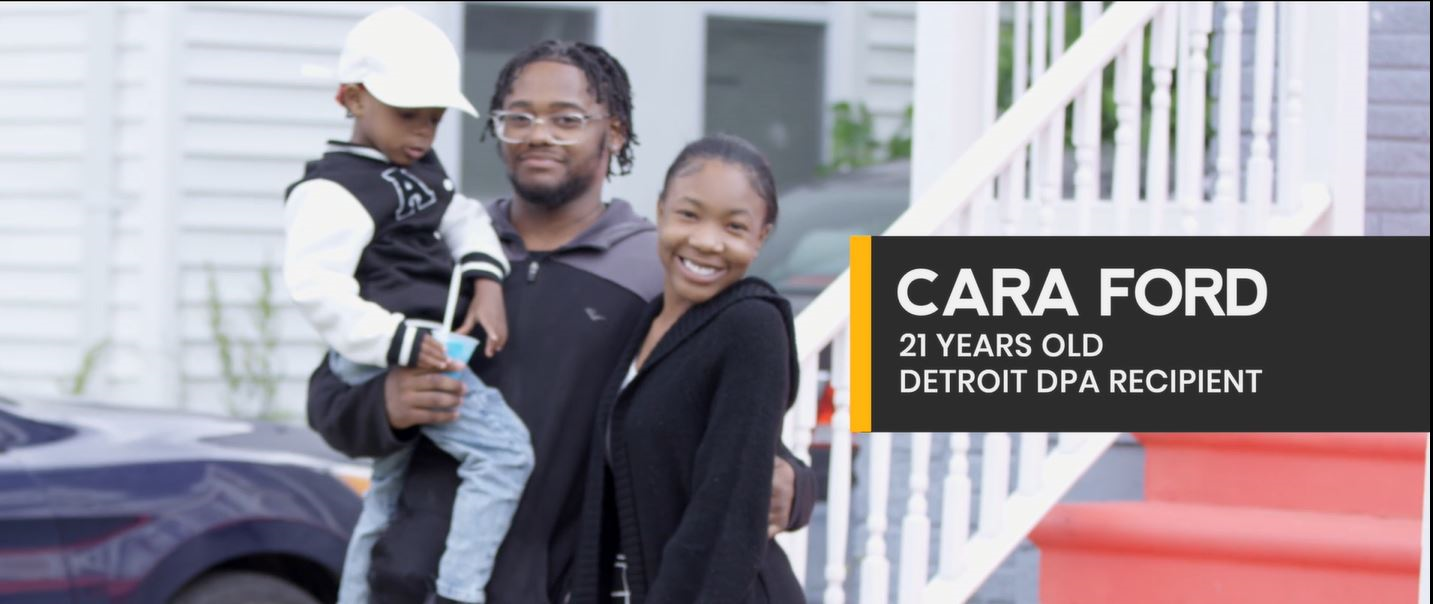 A
CARA FORD
21 YEARS OLD
DETROIT DPA RECIPIENT